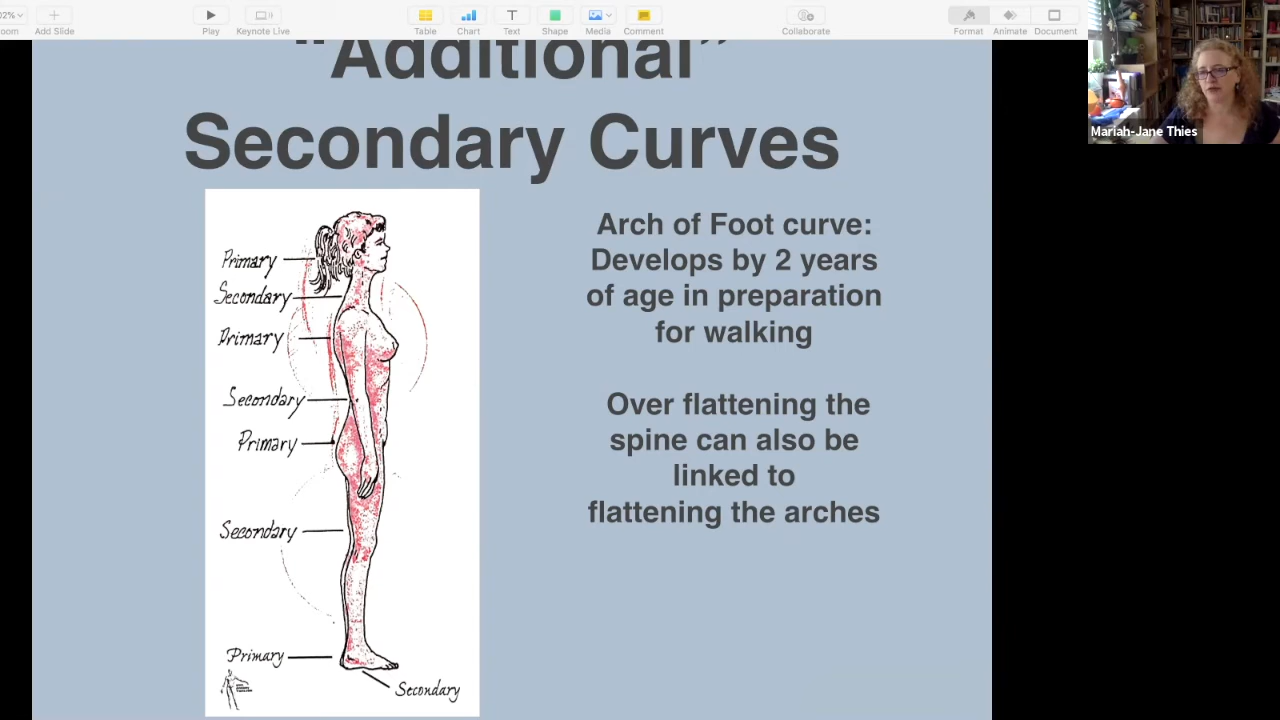 02%
oom
Add Slide
Play
Keynote Live
Table
Chart
Text
Shape
Media
Comment
Collaborate
Format
Animate
Document
Mariah-Jane Thies
"Additional"
Secondary Curves
Primary
Secondary
Primary
Secondary
Primary
Secondary
Primary
Secondary
Arch of Foot curve:
Develops by 2 years
of age in preparation
for walking
Over flattening the
spine can also be
linked to
flattening the arches